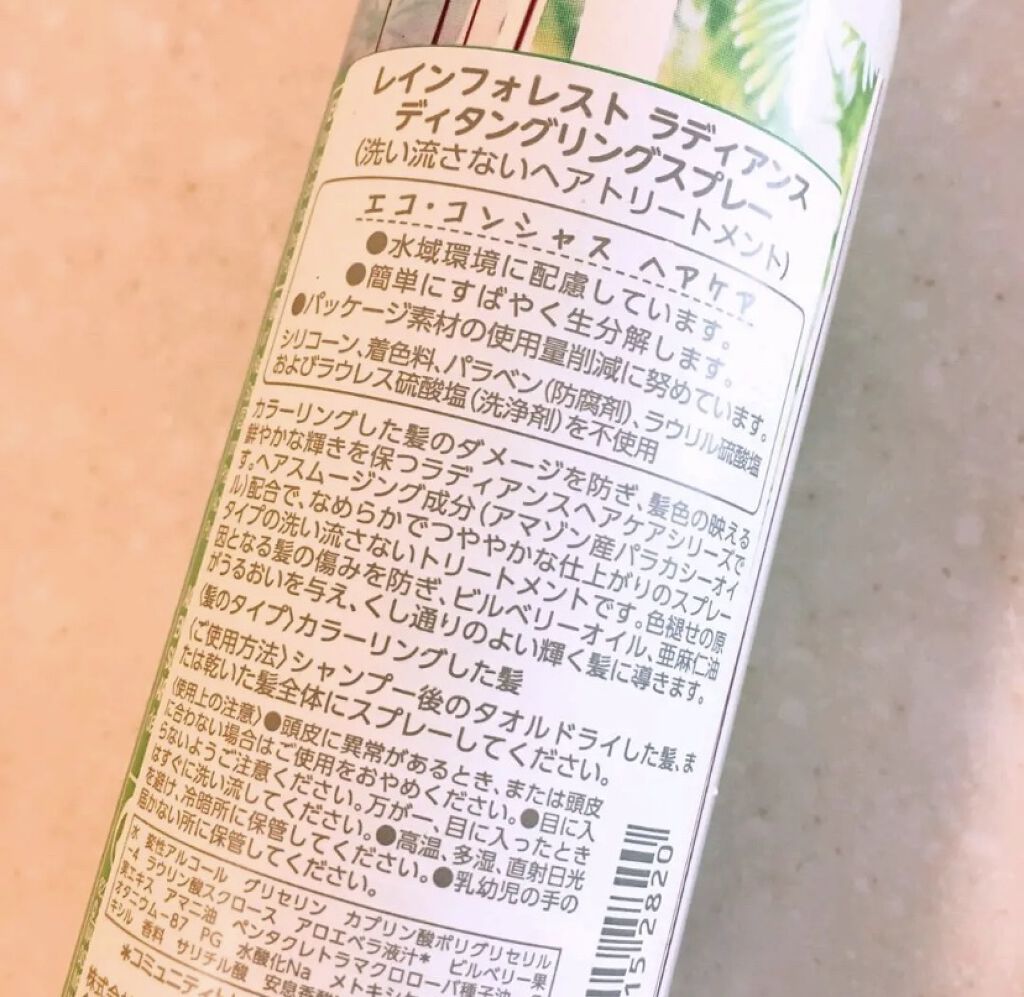 レインフォレスト ラディアンス
ディタングリングスプレー
(洗い流さないヘアトリートメント)
エコ・コンシャス ヘアケア
●水域環境に配慮しています。
●簡単にすばやく生分解します。
●パッケージ素材の使用量削減に努めています。
シリコーン、着色料、パラベン(防腐剤)、ラウリル硫酸塩
およびラウレス硫酸塩(洗浄剤)を不使用
カラーリングした髪のダメージを防ぎ、髪色の映える
鮮やかな輝きを保つラディアンスヘアケアシリーズで
す。ヘアスムージング成分(アマゾン産パラカシーオイ
ル)配合で、なめらかでつややかな仕上がりのスプレー
タイプの洗い流さないトリートメントです。色褪せの原
因となる髪の傷みを防ぎ、ビルベリーオイル、亜麻仁油
がうるおいを与え、くし通りのよい輝く髪に導きます。
〈髪のタイプ〉カラーリングした髪
〈ご使用方法〉シャンプー後のタオルドライした髪、ま
たは乾いた髪全体にスプレーしてください。
〈使用上の注意〉●頭皮に異常があるとき、または頭皮
に合わない場合はご使用をおやめください。●目に入
らないようご注意ください。万が一、目に入ったとき
はすぐに洗い流してください。●高温、多湿、直射日光
を避け、冷暗所に保管してください。●乳幼児の手の
届かない所に保管してください。
水 変性アルコール グリセリン カプリン酸ポリグリセリル
-4 ラウリン酸スクロース アロエベラ液汁* ビルベリー果
実エキス アマニ油 ペンタクレトラマクロローバ種子油
オタニウム-87 PG 水酸化Na メトキシケ
キシル 香料 サリチル酸 安息香酸
*コミュニティト
株式会社
15 28820